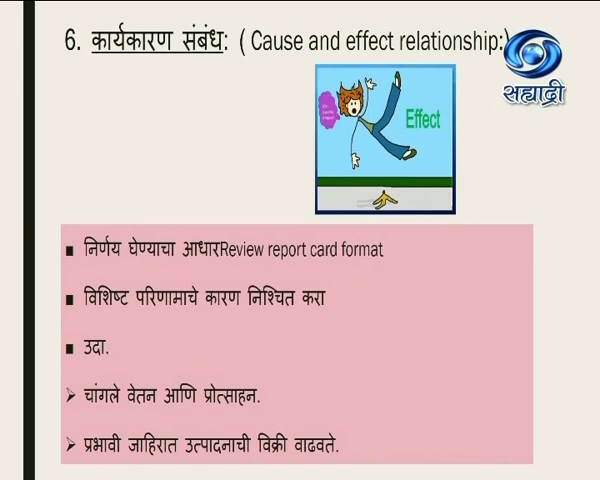 6. कार्यकारण संबंध: ( Cause and effect relationship:)
सह्याद्री
Effect
निर्णय घेण्याचा आधारReview report card format
विशिष्ट परिणामाचे कारण निश्चित करा
उदा.
चांगले वेतन आणि प्रोत्साहन.
प्रभावी जाहिरात उत्पादनाची विक्री वाढवते.